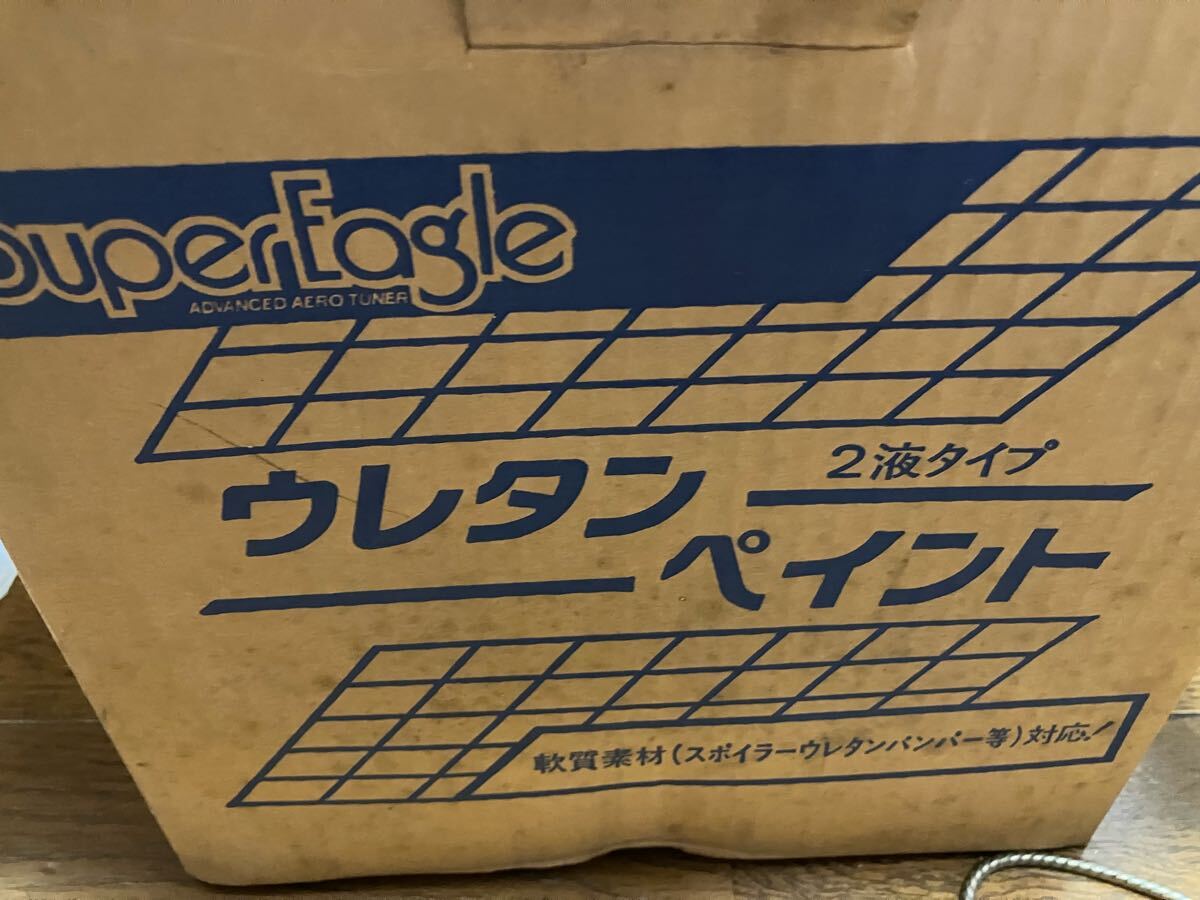 SuperEagle
ADVANCED AERO TUNER
2液タイプ
ウレタン
ペイント
軟質素材(スポイラーウレタンバンパー等)対応!